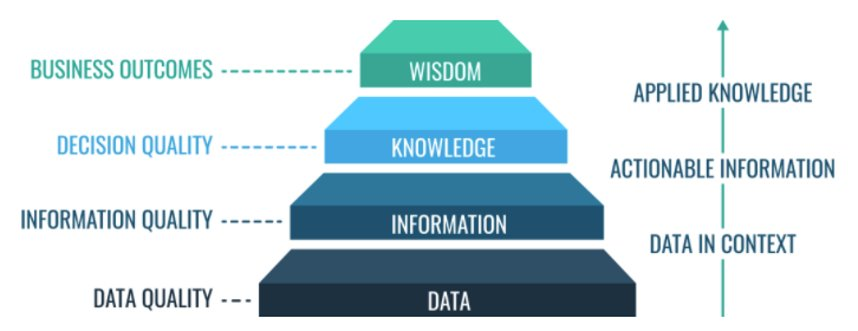 BUSINESS OUTCOMES
WISDOM
APPLIED KNOWLEDGE
DECISION QUALITY
KNOWLEDGE
ACTIONABLE INFORMATION
INFORMATION QUALITY
INFORMATION
DATA IN CONTEXT
DATA QUALITY
DATA